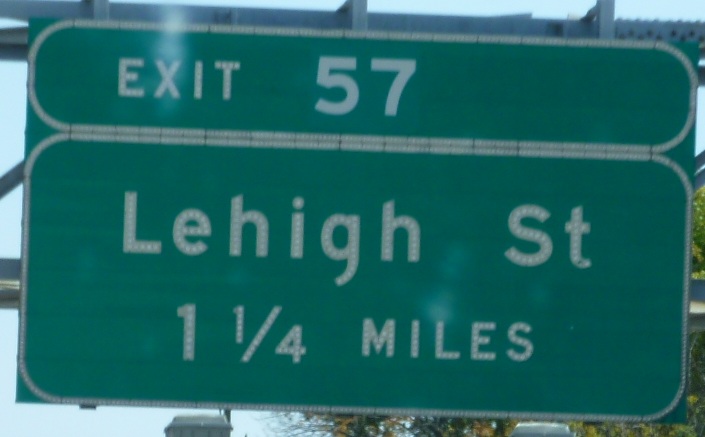 EXIT 57
Lehigh St
1 1/4 MILES